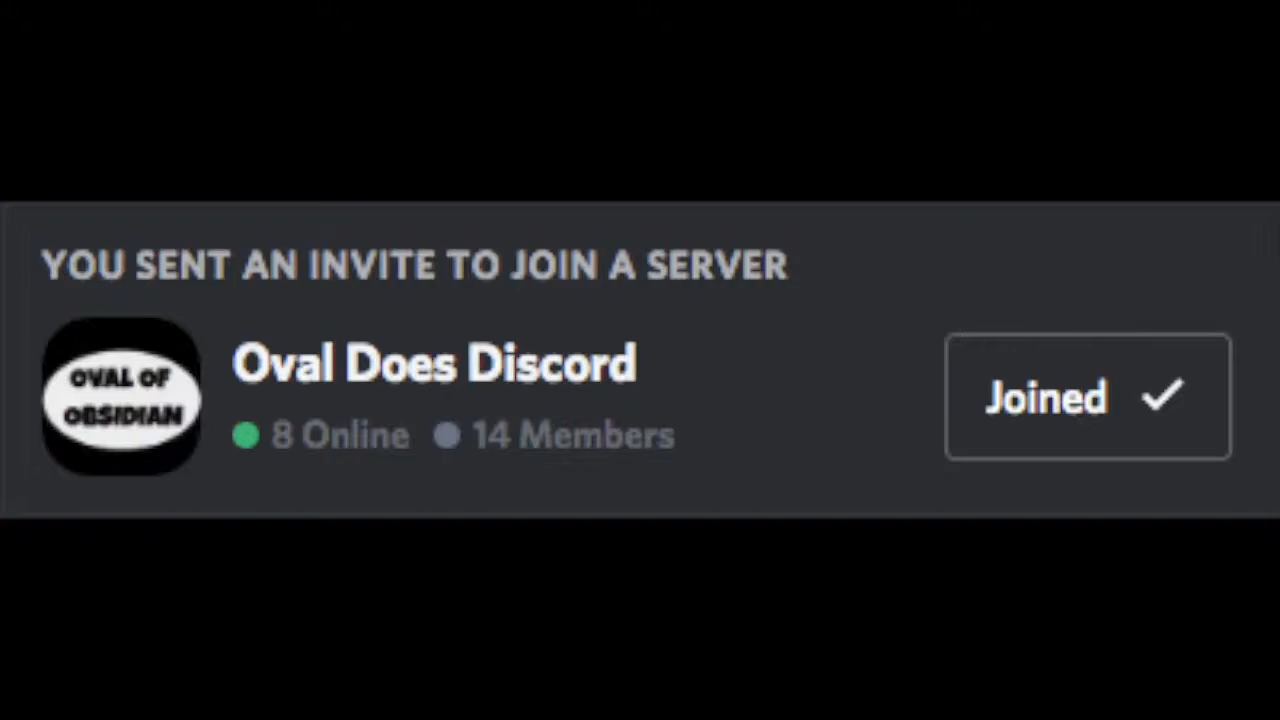 YOU SENT AN INVITE TO JOIN A SERVER
OVAL OF
OBSIDIAN
Oval Does Discord
8 Online 14 Members
Joined